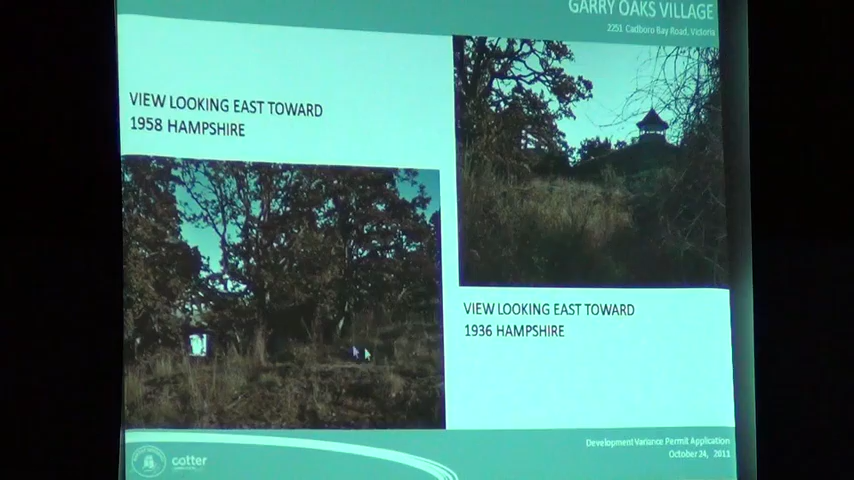 GARRY OAKS VILLAGE
2251 Cadboro Bay Road, Victoria
VIEW LOOKING EAST TOWARD
1958 HAMPSHIRE
VIEW LOOKING EAST TOWARD
1936 HAMPSHIRE
Development Variance Permit Application
October 24, 2011
cotter